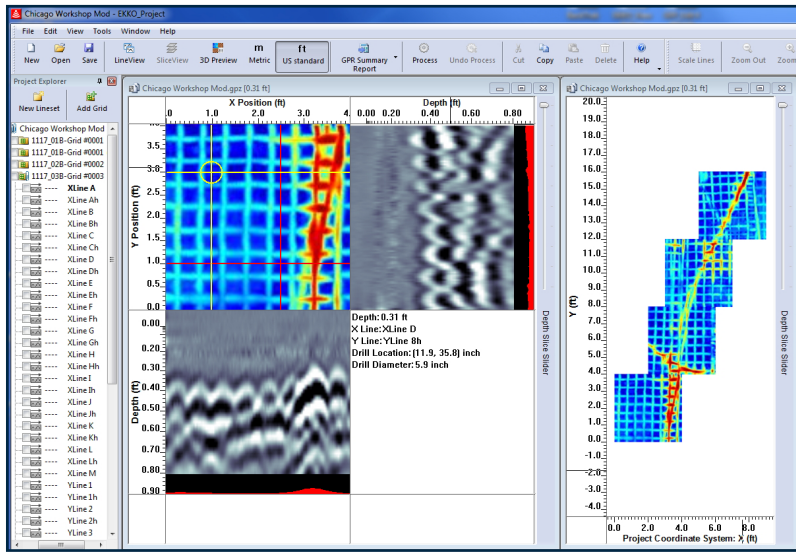 Chicago Workshop Mod - EKKO_Project
File Edit View Tools Window Help
New Open Save LineView SliceView 3D Preview m Metric ft US standard GPR Summary Report Process Undo Process Cut Copy Paste Delete Help Scale Lines Zoom Out Zoom
Project Explorer
New Lineset Add Grid
Chicago Workshop Mod
1117_01B-Grid #0001
1117_01B-Grid #0001
1117_02B-Grid #0002
1117_03B-Grid #0003
XLine A
XLine Ah
XLine B
XLine Bh
XLine C
XLine Ch
XLine D
XLine Dh
XLine E
XLine Eh
XLine F
XLine Fh
XLine G
XLine Gh
XLine H
XLine Hh
XLine I
XLine Ih
XLine J
XLine Jh
XLine K
XLine Kh
XLine L
XLine Lh
XLine M
YLine 1
YLine 1h
YLine 2
YLine 2h
YLine 3
Chicago Workshop Mod.gpz [0.31 ft]
X Position (ft)
.0 1.0 2.0 3.0 4.
Depth (ft)
0.00 0.20 0.40 0.60 0.80
Y Position (ft)
3.0
2.5
2.0
1.5
1.0
0.5
0.0
Depth (ft)
0.00
0.20
0.30
0.40
0.50
0.60
0.70
0.80
0.90
Depth: 0.31 ft
X Line: XLine D
Y Line: YLine 8h
Drill Location: (11.9, 35.8) inch
Drill Diameter: 5.9 inch
Depth Slice Slider
Chicago Workshop Mod.gpz [0.31 ft]
20.0
19.0
18.0
17.0
16.0
15.0
14.0
13.0
12.0
11.0
10.0
9.0
8.0
7.0
6.0
5.0
4.0
3.0
2.0
1.0
0.0
-1.0
-2.0
-3.0
-4.0
Y (ft)
0.0 2.0 4.0 6.0 8.0
Project Coordinate System: X (ft)
Depth Slice Slider